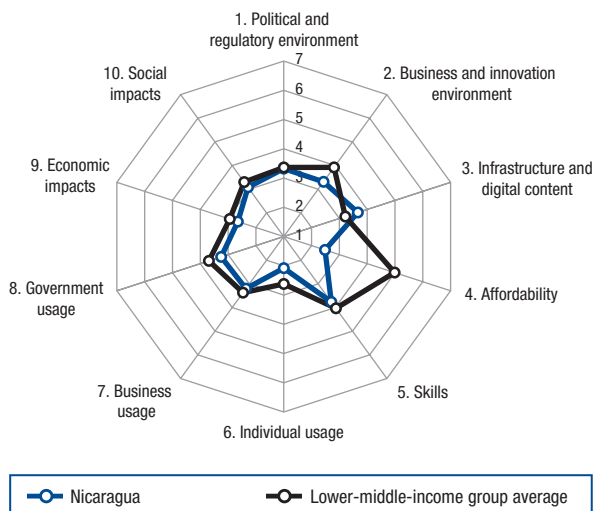 1. Political and
regulatory environment
2. Business and innovation
environment
3. Infrastructure and
digital content
4. Affordability
5. Skills
6. Individual usage
7. Business
usage
8. Government
usage
9. Economic
impacts
10. Social
impacts
7
6
5
4
3
2
1
Nicaragua
Lower-middle-income group average